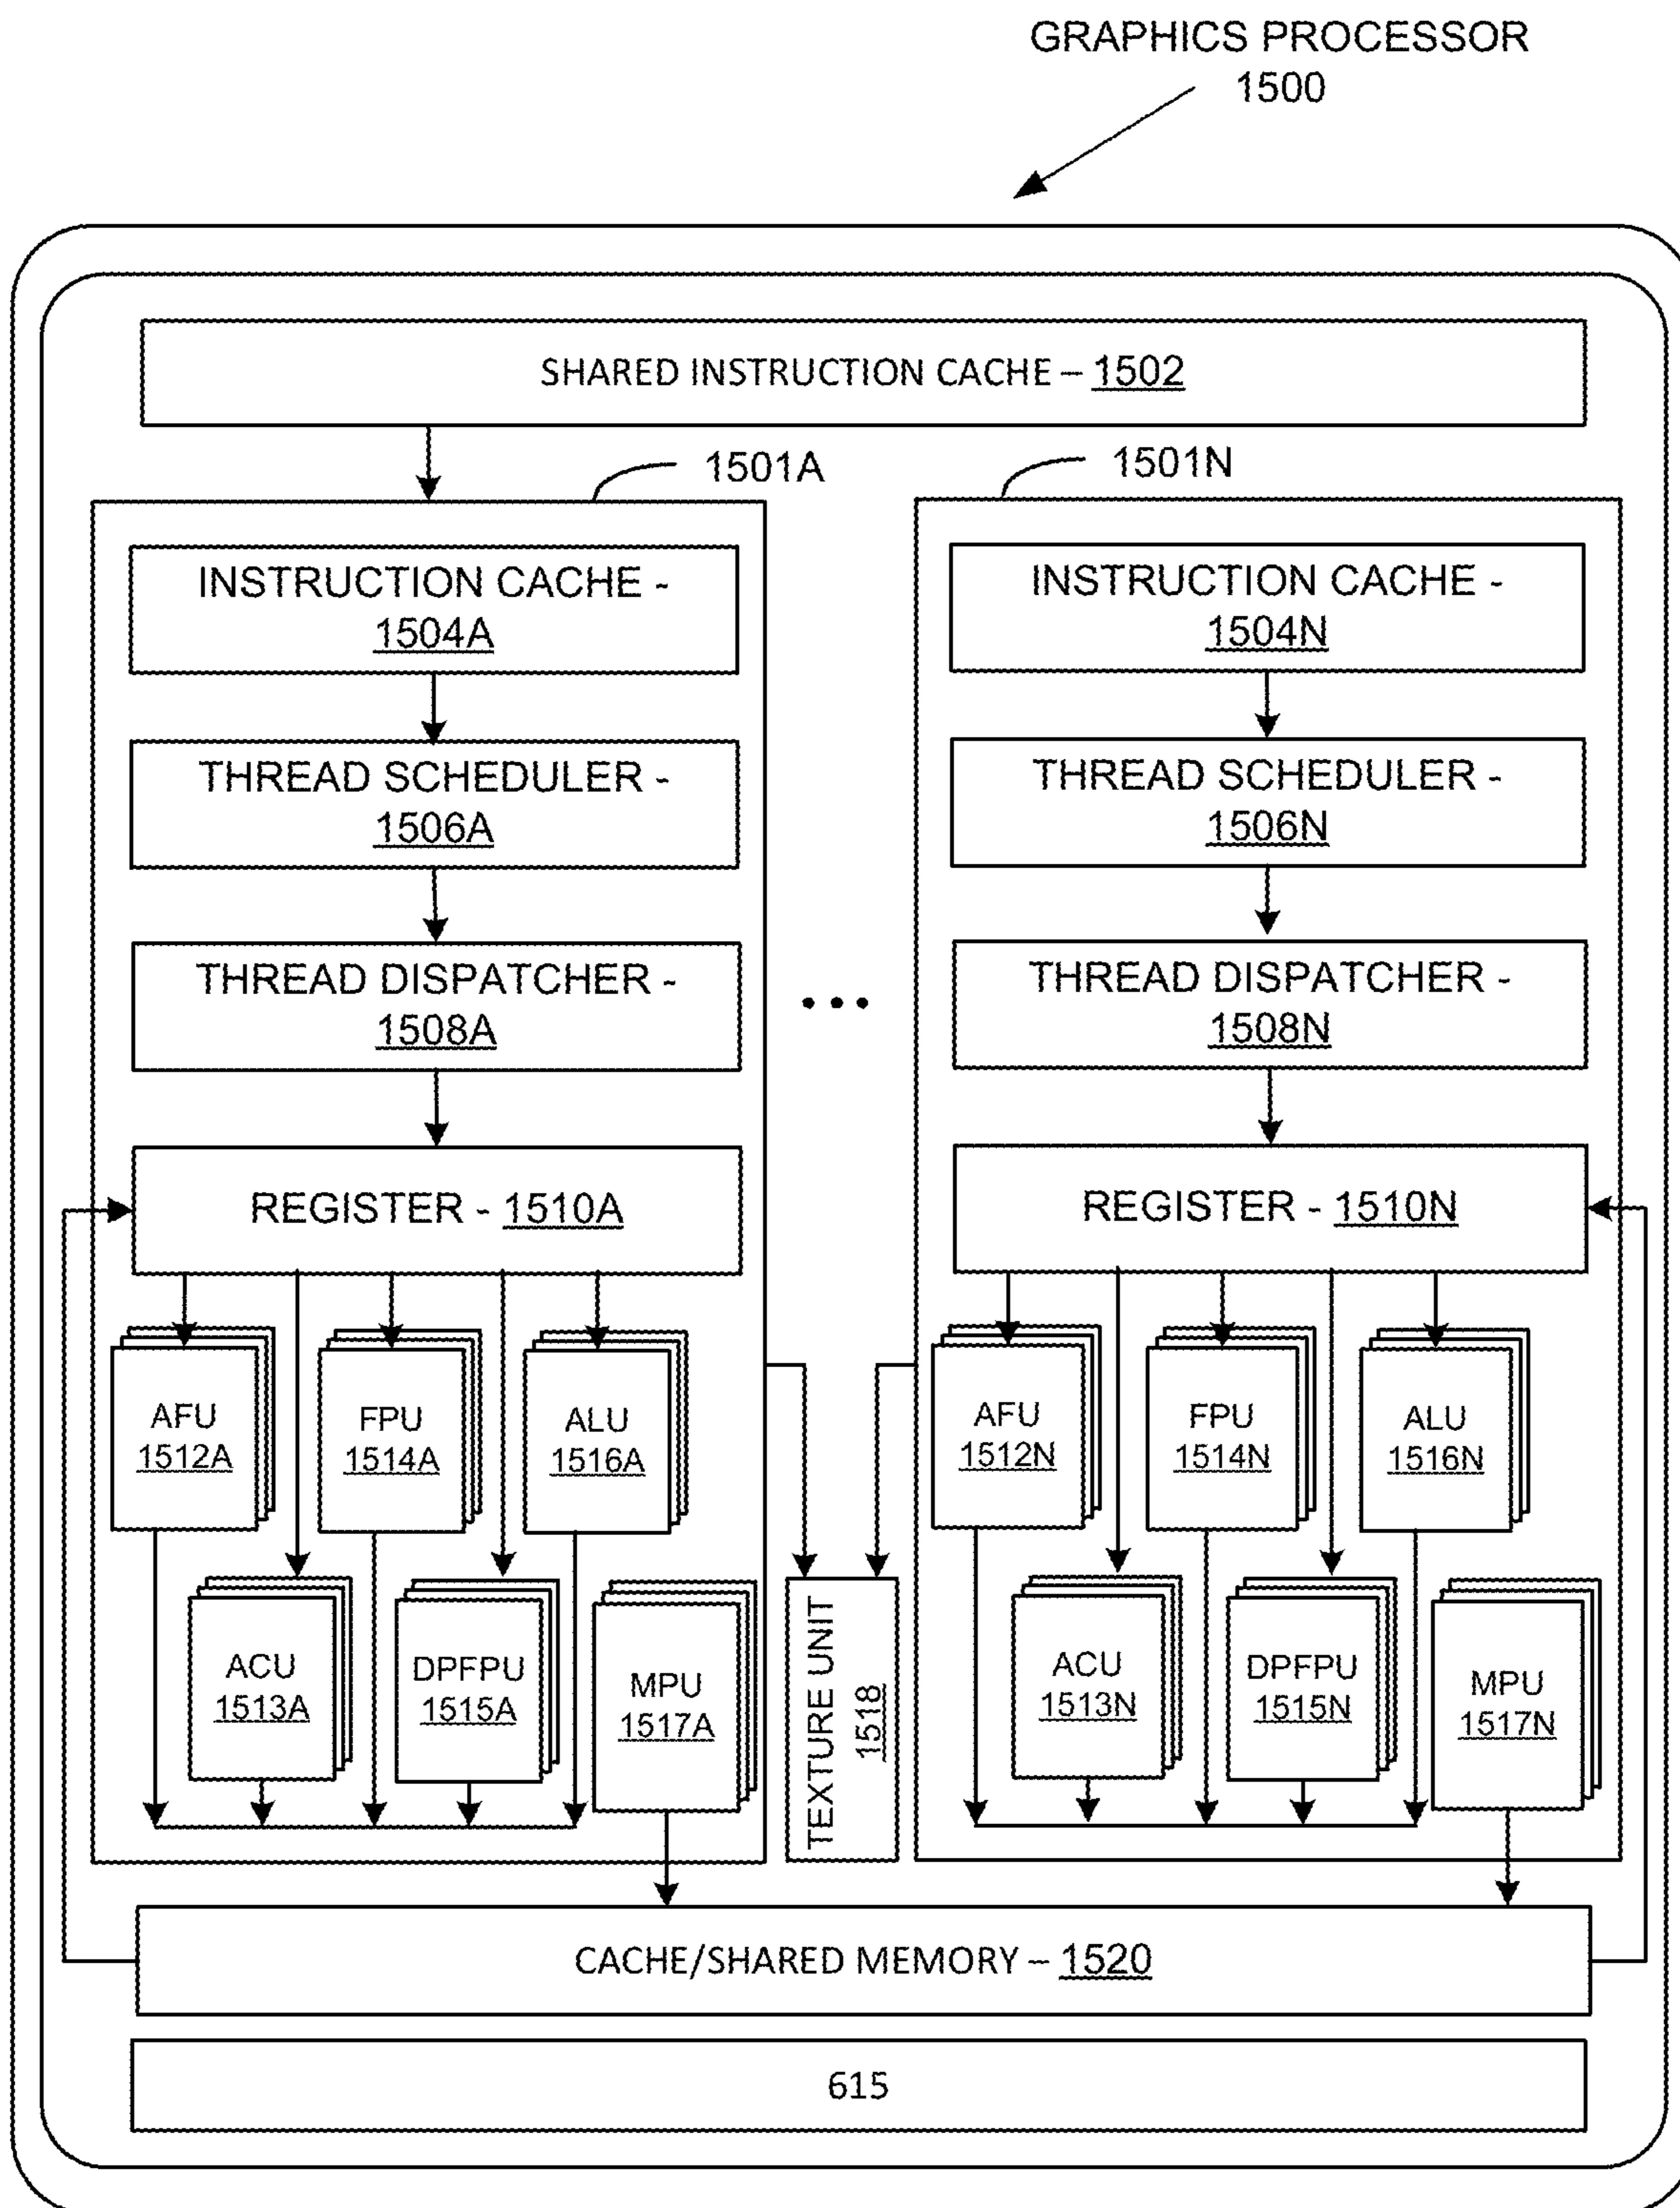 GRAPHICS PROCESSOR
1500
SHARED INSTRUCTION CACHE – 1502
1501A
1501N
INSTRUCTION CACHE -
1504A
THREAD SCHEDULER -
1506A
THREAD DISPATCHER -
1508A
REGISTER - 1510A
AFU
1512A
FPU
1514A
ALU
1516A
ACU
1513A
DPFPU
1515A
MPU
1517A
...
TEXTURE UNIT
1518
INSTRUCTION CACHE -
1504N
THREAD SCHEDULER -
1506N
THREAD DISPATCHER -
1508N
REGISTER - 1510N
AFU
1512N
FPU
1514N
ALU
1516N
ACU
1513N
DPFPU
1515N
MPU
1517N
CACHE/SHARED MEMORY – 1520
615